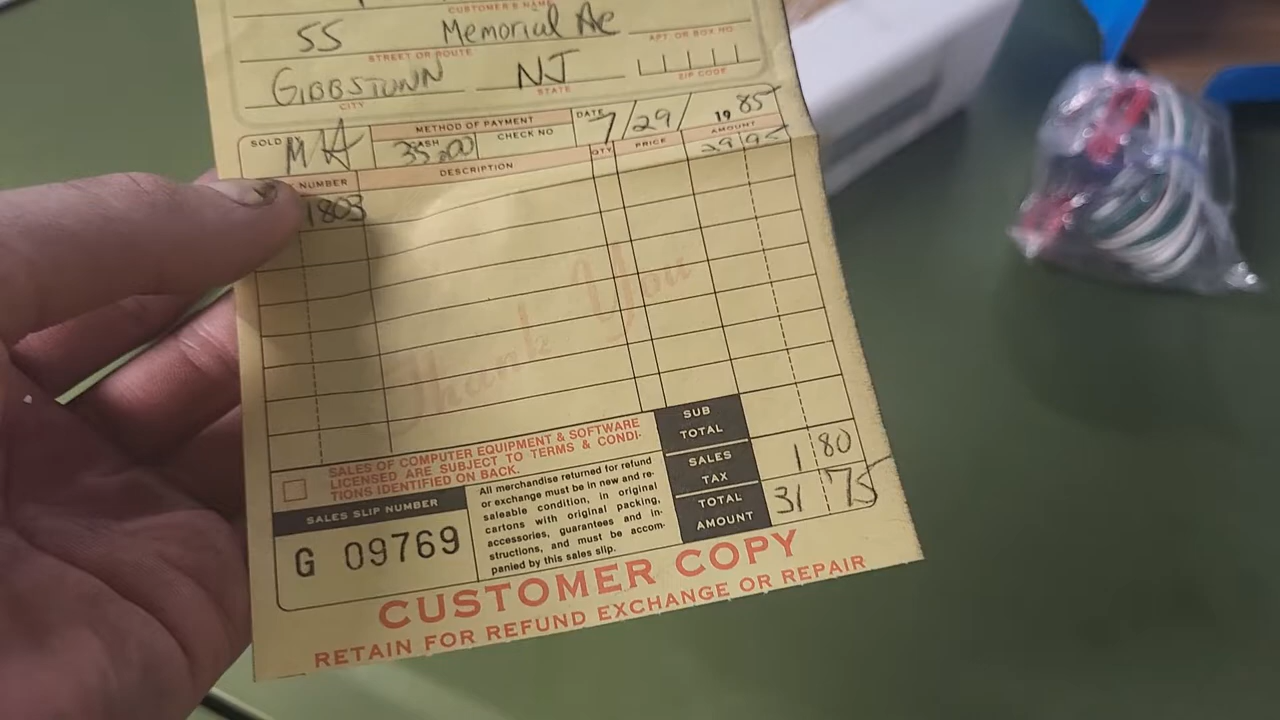 CUSTOMER'S NAME
55 Memorial Ae
STREET OR ROUTE APT. OR BOX NO.
GIBBSTOWN NJ
CITY STATE ZIP CODE
SOLD BY METHOD OF PAYMENT DATE 7/29/ 1985 AMOUNT
CASH 35.00 CHECK NO
NUMBER DESCRIPTION QTY PRICE 29 95
1803
Thank You
SALES OF COMPUTER EQUIPMENT & SOFTWARE
LICENSED ARE SUBJECT TO TERMS & CONDI-
TIONS IDENTIFIED ON BACK.
SUB
TOTAL
SALES
TAX 1 80
TOTAL
AMOUNT 31 75
SALES SLIP NUMBER
G 09769
All merchandise returned for refund
or exchange must be in new and re-
saleable condition, in original
cartons with original packing,
accessories, guarantees and in-
structions, and must be accom-
panied by this sales slip.
CUSTOMER COPY
RETAIN FOR REFUND EXCHANGE OR REPAIR